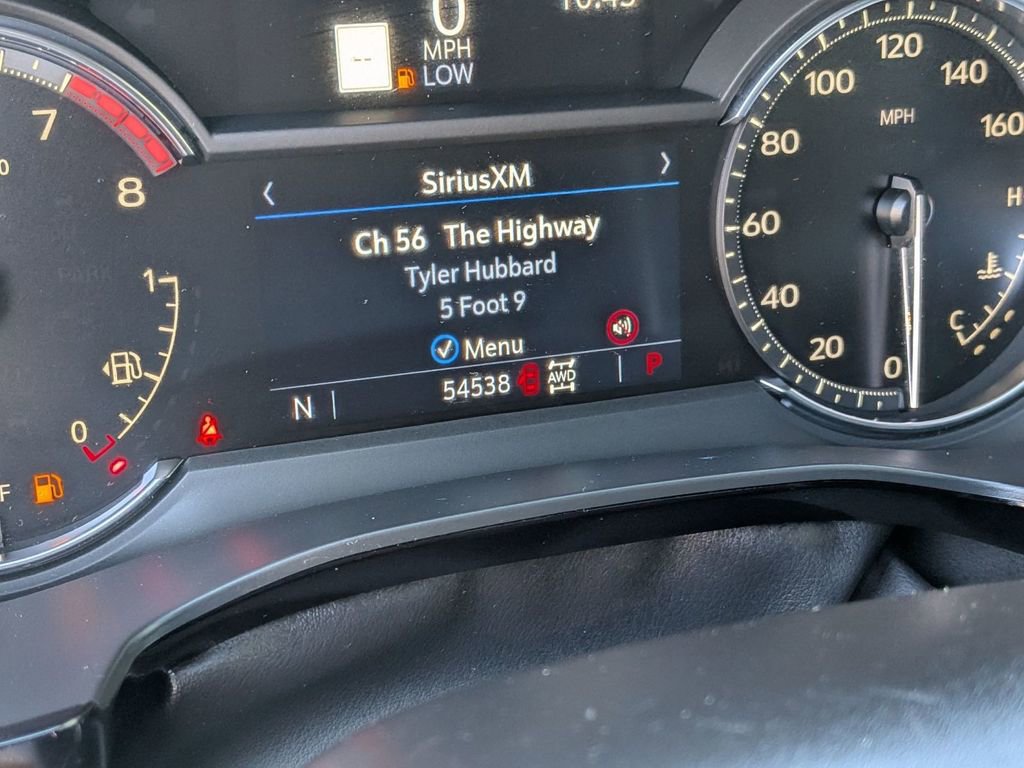 0
MPH
LOW
--
7
8
1
0
F
‹ SiriusXM ›
Ch 56 The Highway
Tyler Hubbard
5 Foot 9
Menu
N
54538
AWD
P
0
20
40
60
80
100
120
140
160
MPH
H
C